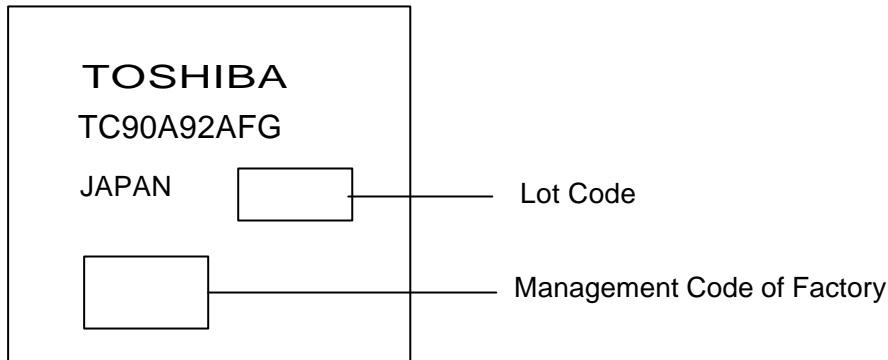 TOSHIBA
TC90A92AFG
JAPAN
Lot Code
Management Code of Factory